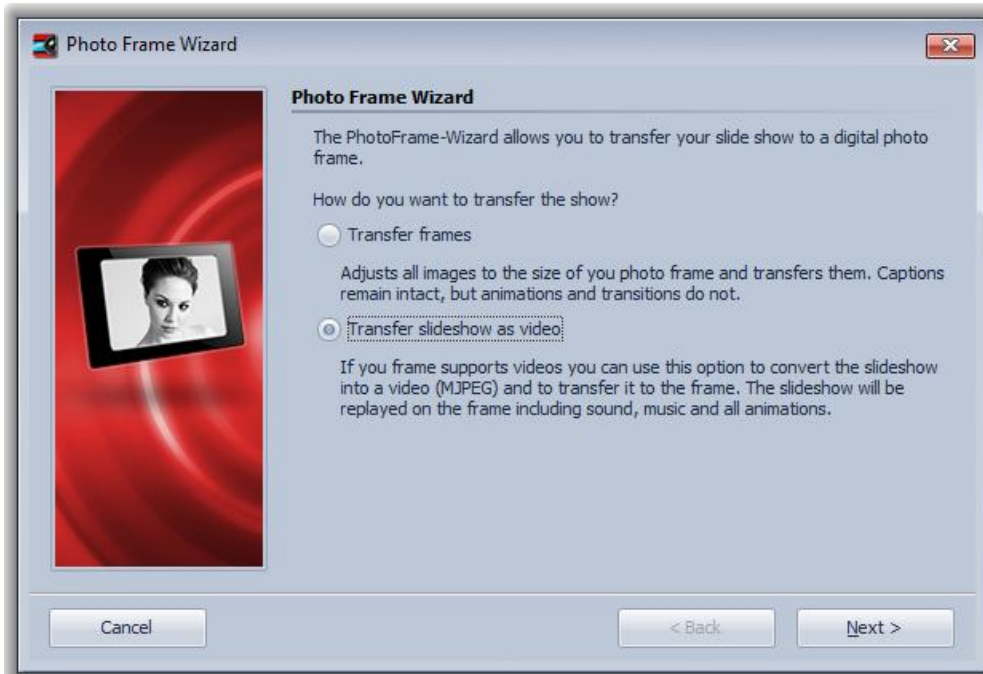 Photo Frame Wizard
Photo Frame Wizard
The PhotoFrame-Wizard allows you to transfer your slide show to a digital photo
frame.
How do you want to transfer the show?
Transfer frames
Adjusts all images to the size of you photo frame and transfers them. Captions
remain intact, but animations and transitions do not.
Transfer slideshow as video
If you frame supports videos you can use this option to convert the slideshow
into a video (MJPEG) and to transfer it to the frame. The slideshow will be
replayed on the frame including sound, music and all animations.
Cancel
< Back
Next >